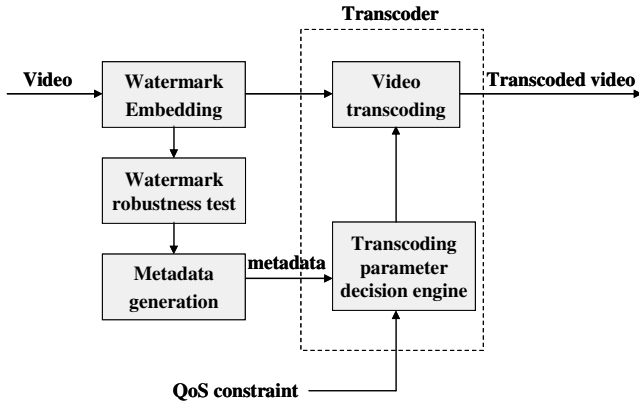 Transcoder
Video
Watermark
Embedding
Video
transcoding
Transcoded video
Watermark
robustness test
Metadata
generation
metadata
Transcoding
parameter
decision engine
QoS constraint